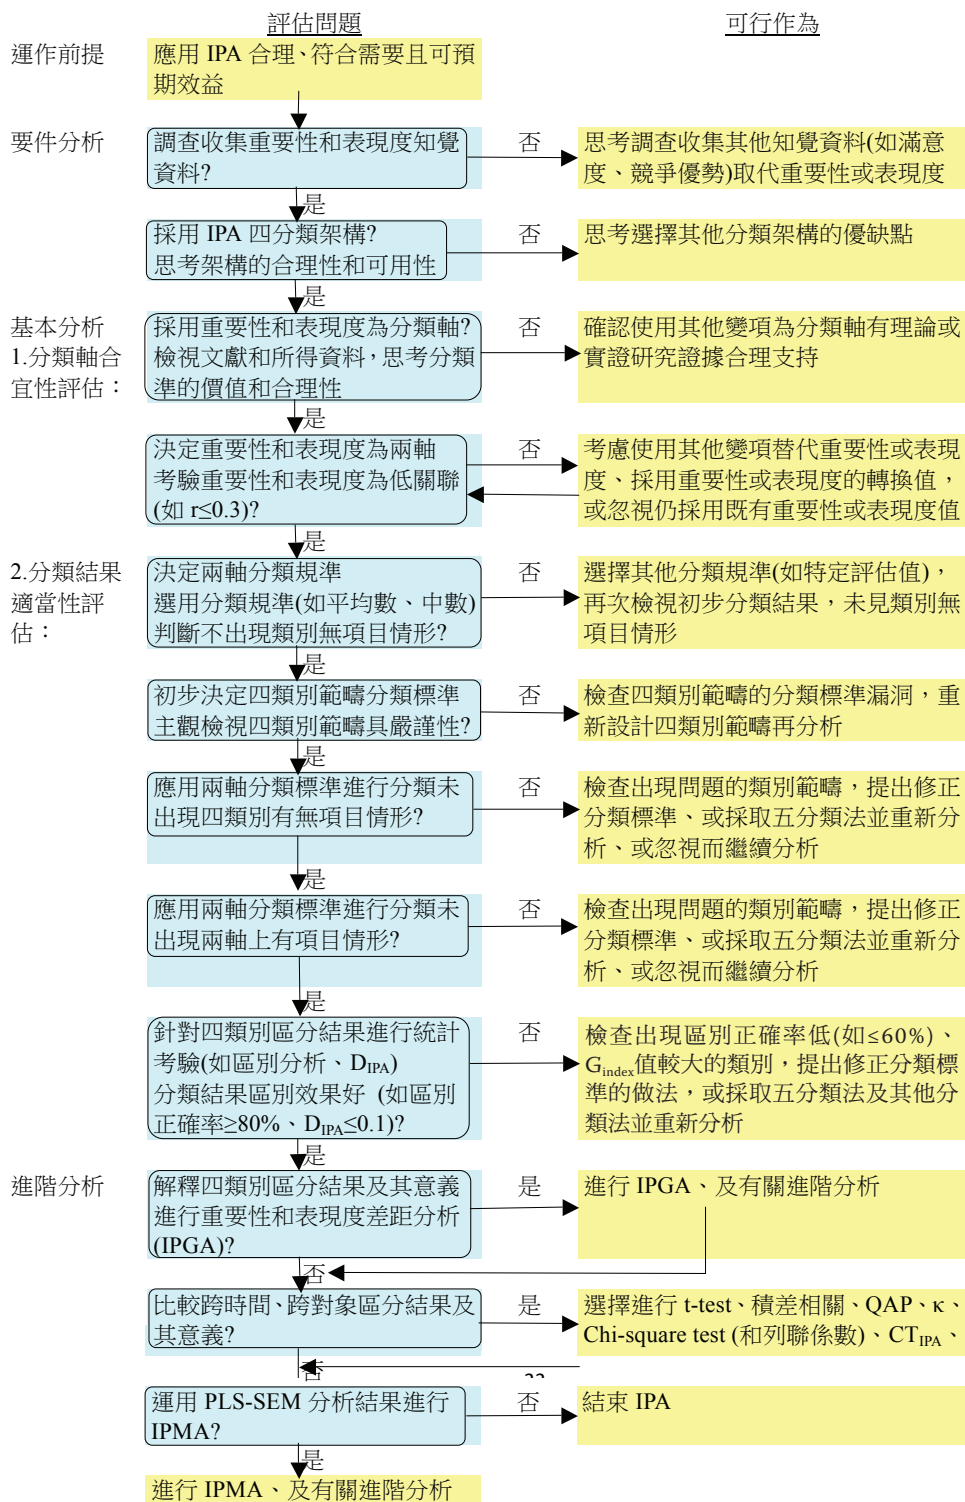 評估問題
可行作為
運作前提
應用 IPA 合理、符合需要且可預
期效益
要件分析
調查收集重要性和表現度知覺
資料?
否
思考調查收集其他知覺資料(如滿意
度、競爭優勢)取代重要性或表現度
是
採用 IPA 四分類架構?
思考架構的合理性和可用性
否
思考選擇其他分類架構的優缺點
是
基本分析
1.分類軸合
宜性評估：
採用重要性和表現度為分類軸?
檢視文獻和所得資料，思考分類
準的價值和合理性
否
確認使用其他變項為分類軸有理論或
實證研究證據合理支持
是
決定重要性和表現度為兩軸
考驗重要性和表現度為低關聯
(如 r≤0.3)?
否
考慮使用其他變項替代重要性或表現
度、採用重要性或表現度的轉換值，
或忽視仍採用既有重要性或表現度值
是
2.分類結果
適當性評
估：
決定兩軸分類規準
選用分類規準(如平均數、中數)
判斷不出現類別無項目情形?
否
選擇其他分類規準(如特定評估值)，
再次檢視初步分類結果，未見類別無
項目情形
是
初步決定四類別範疇分類標準
主觀檢視四類別範疇具嚴謹性?
否
檢查四類別範疇的分類標準漏洞，重
新設計四類別範疇再分析
是
應用兩軸分類標準進行分類未
出現四類別有無項目情形?
否
檢查出現問題的類別範疇，提出修正
分類標準、或採取五分類法並重新分
析、或忽視而繼續分析
是
應用兩軸分類標準進行分類未
出現兩軸上有項目情形?
否
檢查出現問題的類別範疇，提出修正
分類標準、或採取五分類法並重新分
析、或忽視而繼續分析
是
針對四類別區分結果進行統計
考驗(如區別分析、D_IPA)
分類結果區別效果好 (如區別
正確率≥80%、D_IPA≤0.1)?
否
檢查出現區別正確率低(如≤60%)、
G_index值較大的類別，提出修正分類標
準的做法，或採取五分類法及其他分
類法並重新分析
是
進階分析
解釋四類別區分結果及其意義
進行重要性和表現度差距分析
(IPGA)?
是
進行 IPGA、及有關進階分析
否
比較跨時間、跨對象區分結果及
其意義?
是
選擇進行 t-test、積差相關、QAP、κ、
Chi-square test (和列聯係數)、CT_IPA、
否
運用 PLS-SEM 分析結果進行
IPMA?
否
結束 IPA
是
進行 IPMA、及有關進階分析